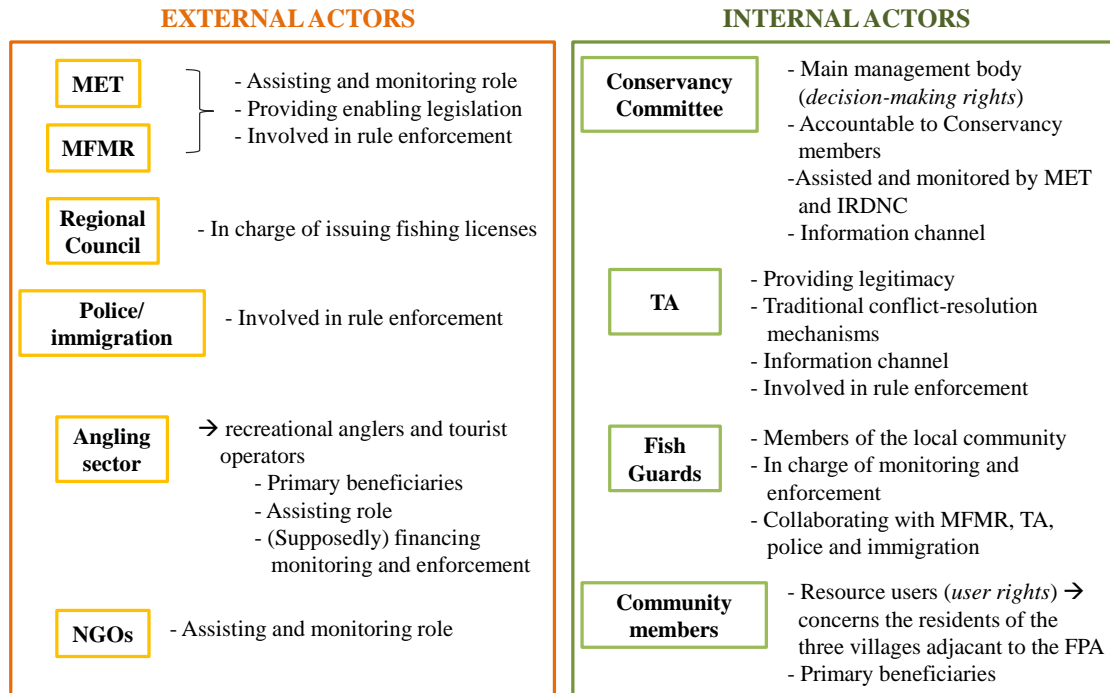 EXTERNAL ACTORS
MET
MFMR
- Assisting and monitoring role
- Providing enabling legislation
- Involved in rule enforcement
Regional
Council
- In charge of issuing fishing licenses
Police/
immigration
- Involved in rule enforcement
Angling
sector
→ recreational anglers and tourist
operators
- Primary beneficiaries
- Assisting role
- (Supposedly) financing
monitoring and enforcement
NGOs
- Assisting and monitoring role
INTERNAL ACTORS
Conservancy
Committee
- Main management body
(decision-making rights)
- Accountable to Conservancy
members
-Assisted and monitored by MET
and IRDNC
- Information channel
TA
- Providing legitimacy
- Traditional conflict-resolution
mechanisms
- Information channel
- Involved in rule enforcement
Fish
Guards
- Members of the local community
- In charge of monitoring and
enforcement
- Collaborating with MFMR, TA,
police and immigration
Community
members
- Resource users (user rights) →
concerns the residents of the
three villages adjacant to the FPA
- Primary beneficiaries